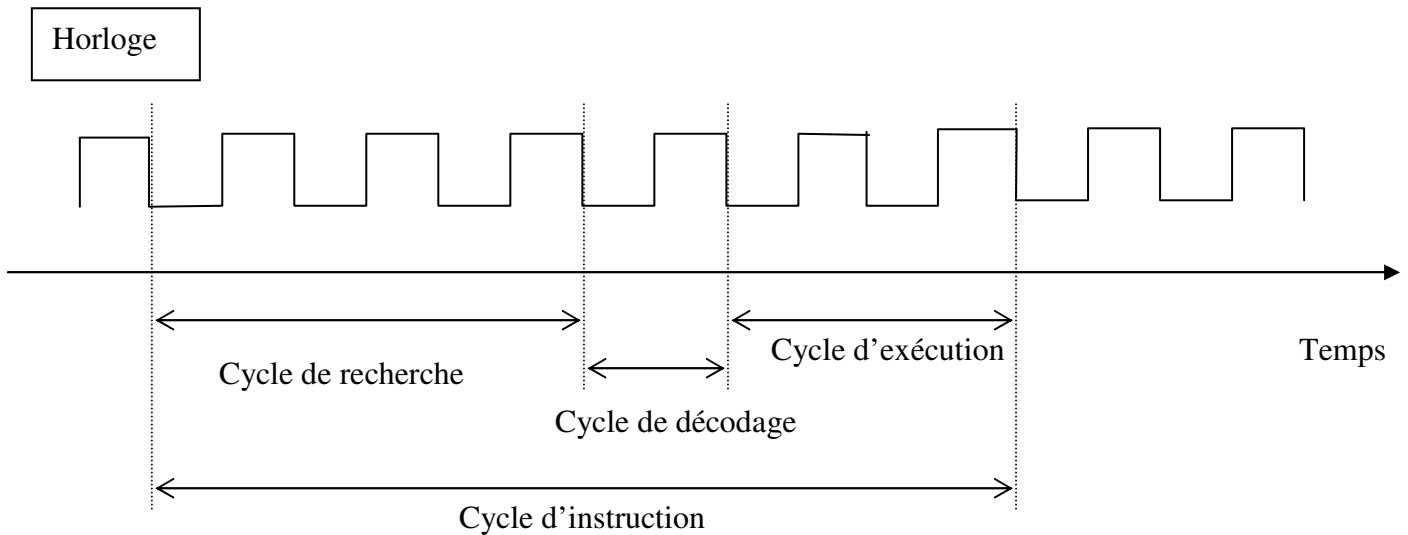 Horloge
Cycle d’exécution
Temps
Cycle de recherche
Cycle de décodage
Cycle d’instruction